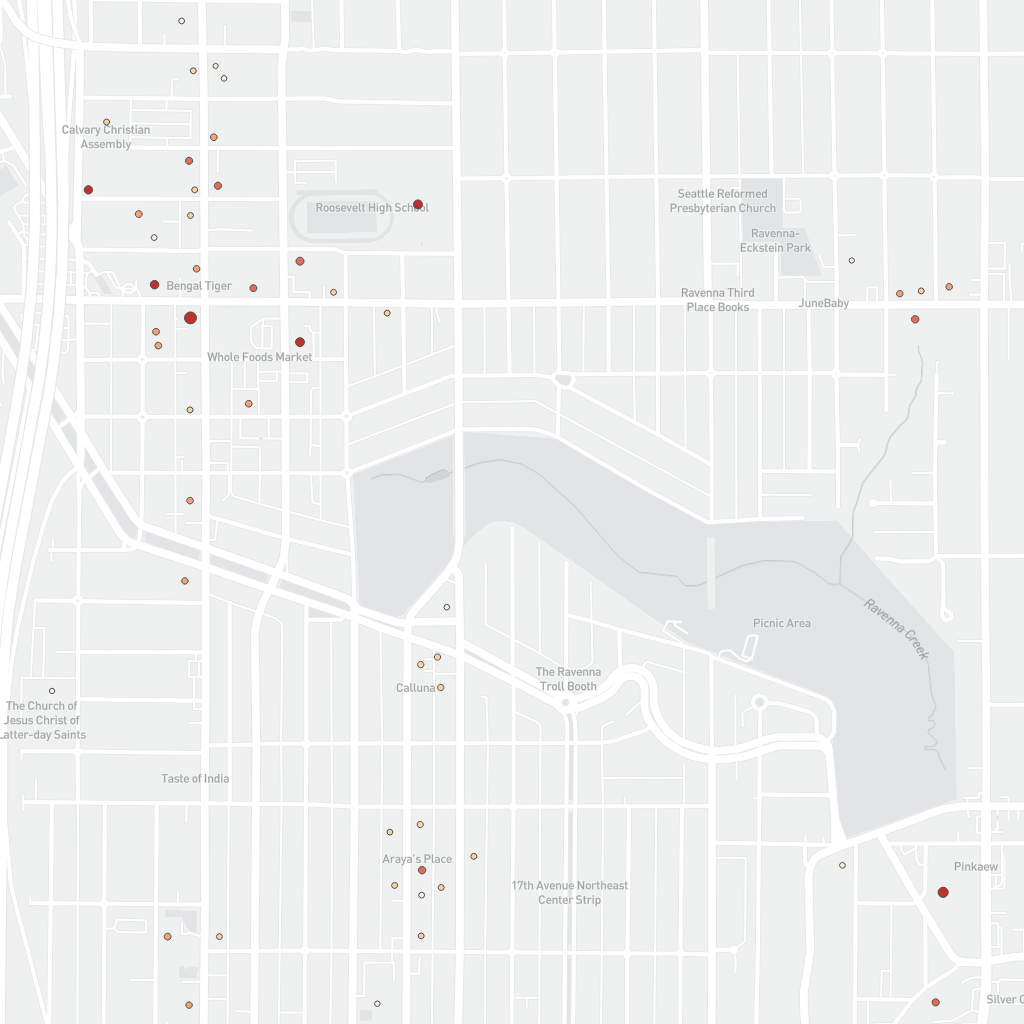 Calvary Christian
Assembly
Roosevelt High School
Seattle Reformed
Presbyterian Church
Ravenna-
Eckstein Park
Bengal Tiger
Ravenna Third
Place Books
JuneBaby
Whole Foods Market
Ravenna Creek
Picnic Area
The Ravenna
Troll Booth
Calluna
The Church of
Jesus Christ of
Latter-day Saints
Taste of India
Araya's Place
17th Avenue Northeast
Center Strip
Pinkaew
Silver C